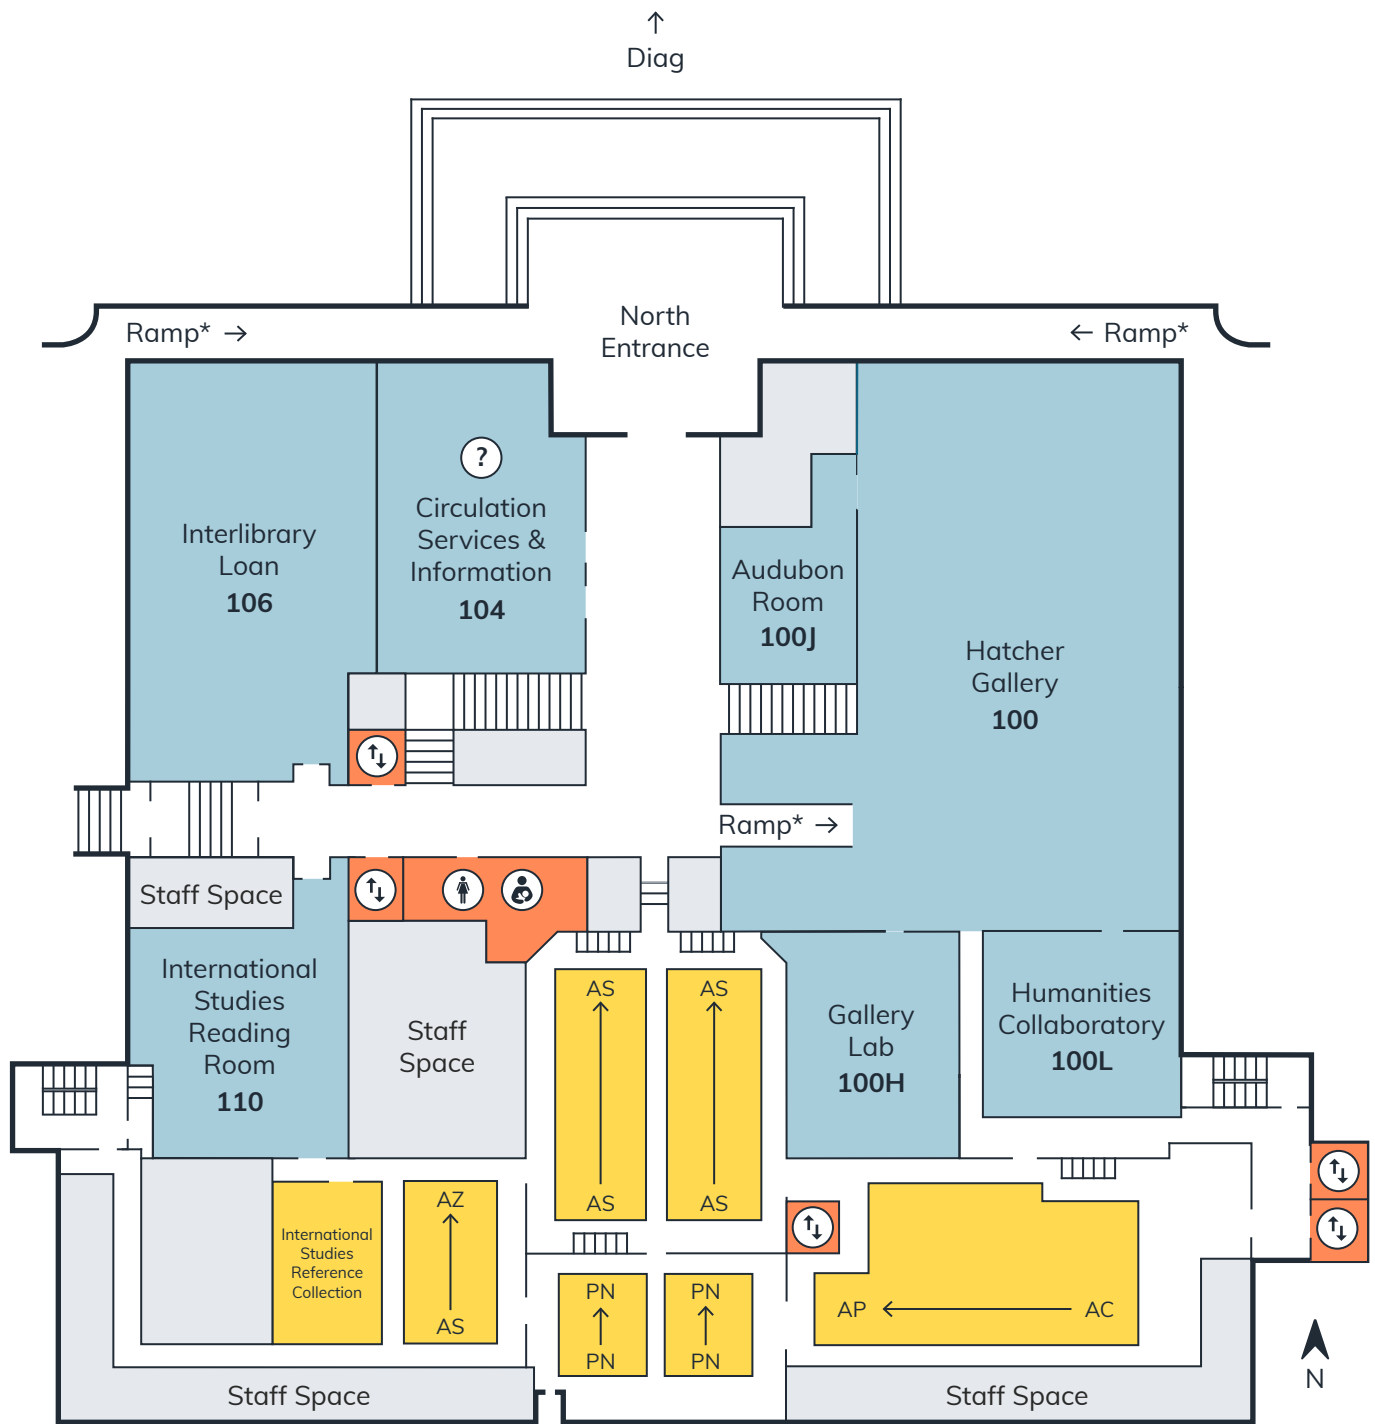 Diag
North
Entrance
Ramp*
Ramp*
?
Circulation
Services &
Information
104
Interlibrary
Loan
106
Audubon
Room
100J
Hatcher
Gallery
100
Ramp*
Staff Space
International
Studies
Reading
Room
110
Staff
Space
AS
AS
AS
AS
Gallery
Lab
100H
Humanities
Collaboratory
100L
International
Studies
Reference
Collection
AZ
AS
PN
PN
PN
PN
AP
AC
Staff Space
Staff Space
N